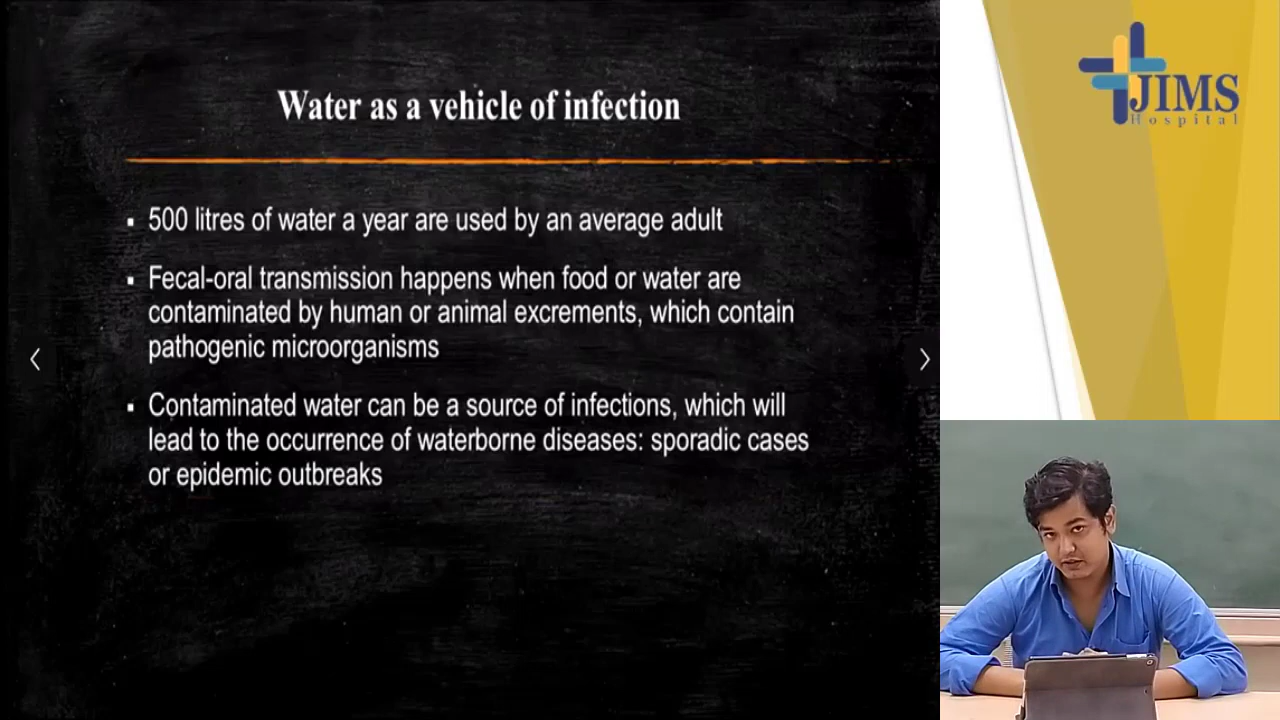 Water as a vehicle of infection
▪ 500 litres of water a year are used by an average adult
▪ Fecal-oral transmission happens when food or water are
contaminated by human or animal excrements, which contain
pathogenic microorganisms
▪ Contaminated water can be a source of infections, which will
lead to the occurrence of waterborne diseases: sporadic cases
or epidemic outbreaks
JIMS
Hospital